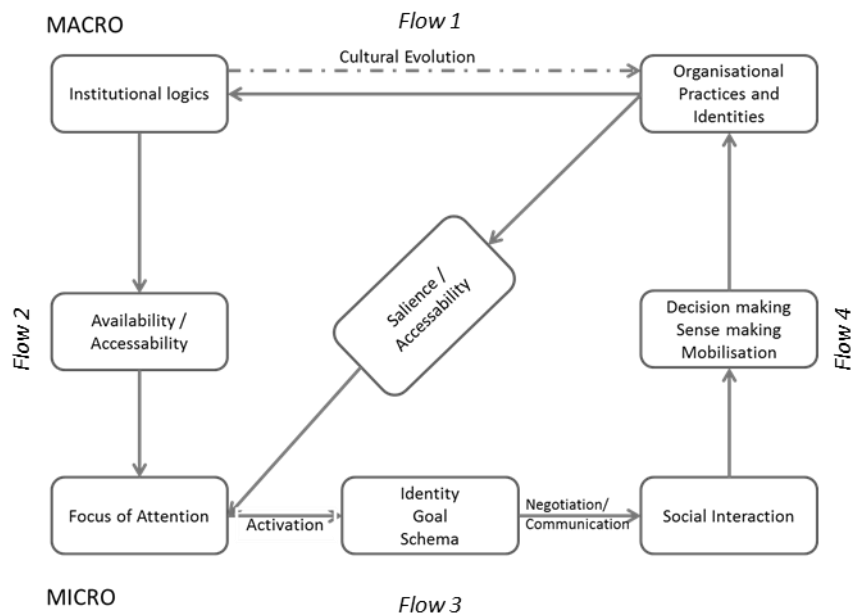 MACRO
Flow 1
Cultural Evolution
Institutional logics
Organisational
Practices and
Identities
Salience /
Accessability
Flow 2
Availability /
Accessability
Decision making
Sense making
Mobilisation
Flow 4
Focus of Attention
Activation
Identity
Goal
Schema
Negotiation/
Communication
Social Interaction
MICRO
Flow 3